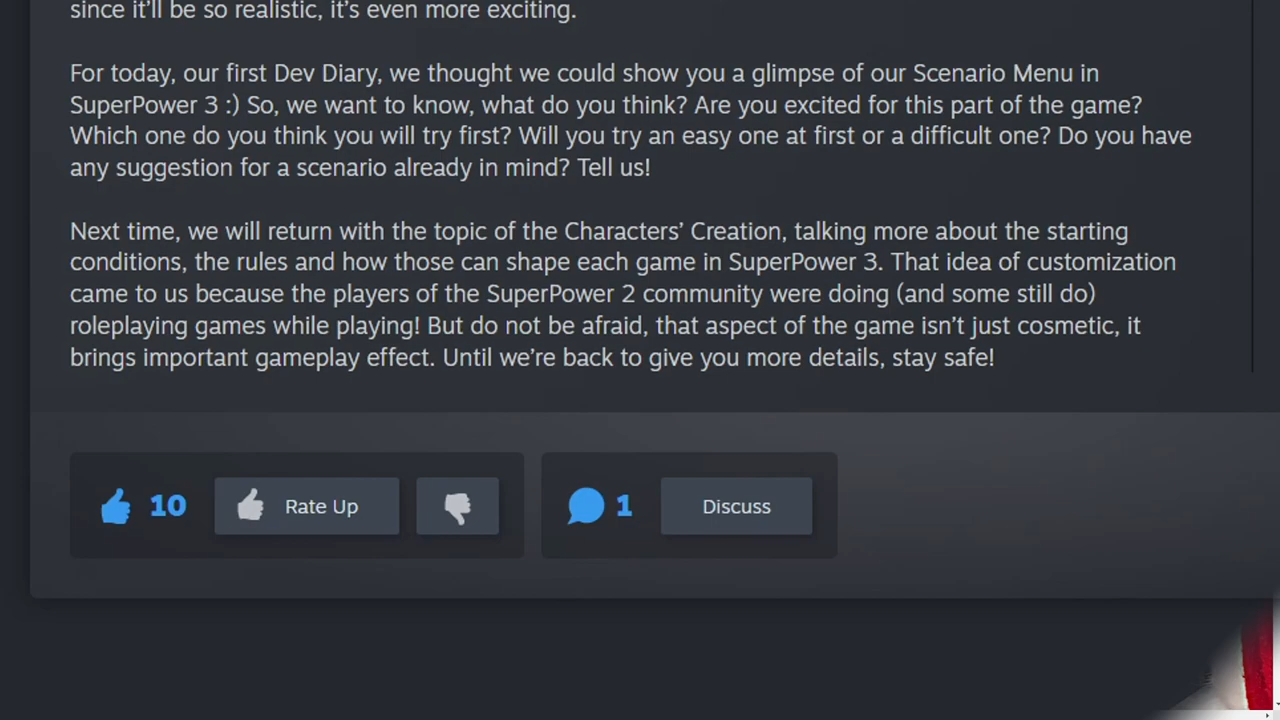 since it’ll be so realistic, it’s even more exciting.
For today, our first Dev Diary, we thought we could show you a glimpse of our Scenario Menu in
SuperPower 3 :) So, we want to know, what do you think? Are you excited for this part of the game?
Which one do you think you will try first? Will you try an easy one at first or a difficult one? Do you have
any suggestion for a scenario already in mind? Tell us!
Next time, we will return with the topic of the Characters’ Creation, talking more about the starting
conditions, the rules and how those can shape each game in SuperPower 3. That idea of customization
came to us because the players of the SuperPower 2 community were doing (and some still do)
roleplaying games while playing! But do not be afraid, that aspect of the game isn’t just cosmetic, it
brings important gameplay effect. Until we’re back to give you more details, stay safe!
10 Rate Up 1 Discuss